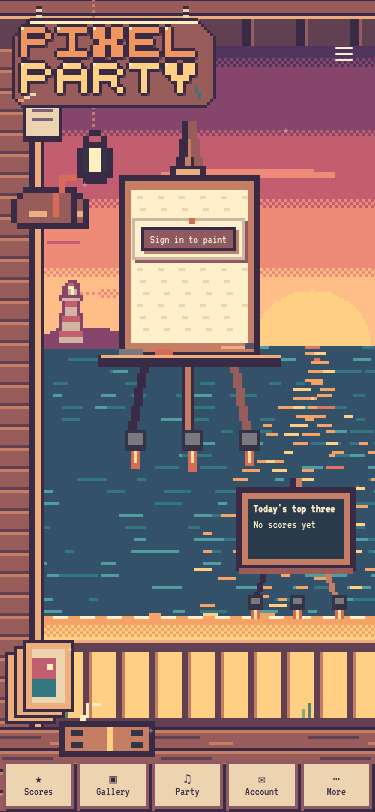 PIXEL
PARTY
Sign in to paint
Today's top three
No scores yet
Scores
Gallery
Party
Account
More